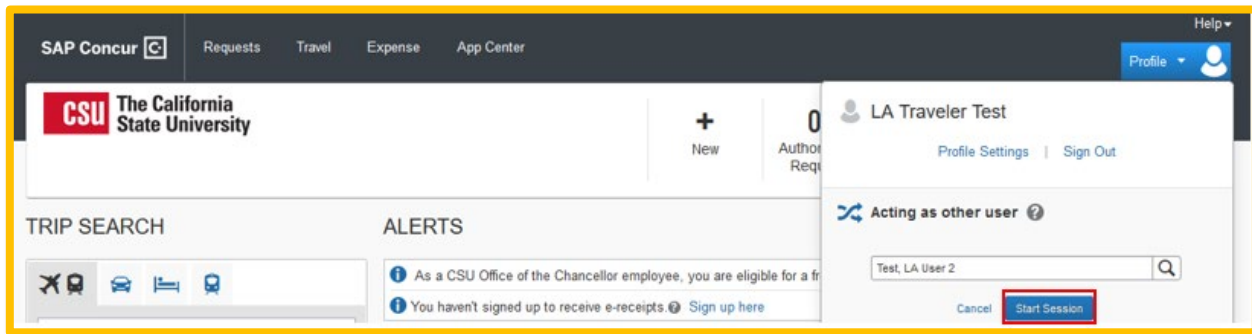 Help
SAP Concur C Requests Travel Expense App Center
Profile
CSU The California
State University
+
New
0
Author
Requ
LA Traveler Test
Profile Settings | Sign Out
Acting as other user ?
Test, LA User 2
Cancel Start Session
TRIP SEARCH
ALERTS
As a CSU Office of the Chancellor employee, you are eligible for a fr
You haven't signed up to receive e-receipts. ? Sign up here